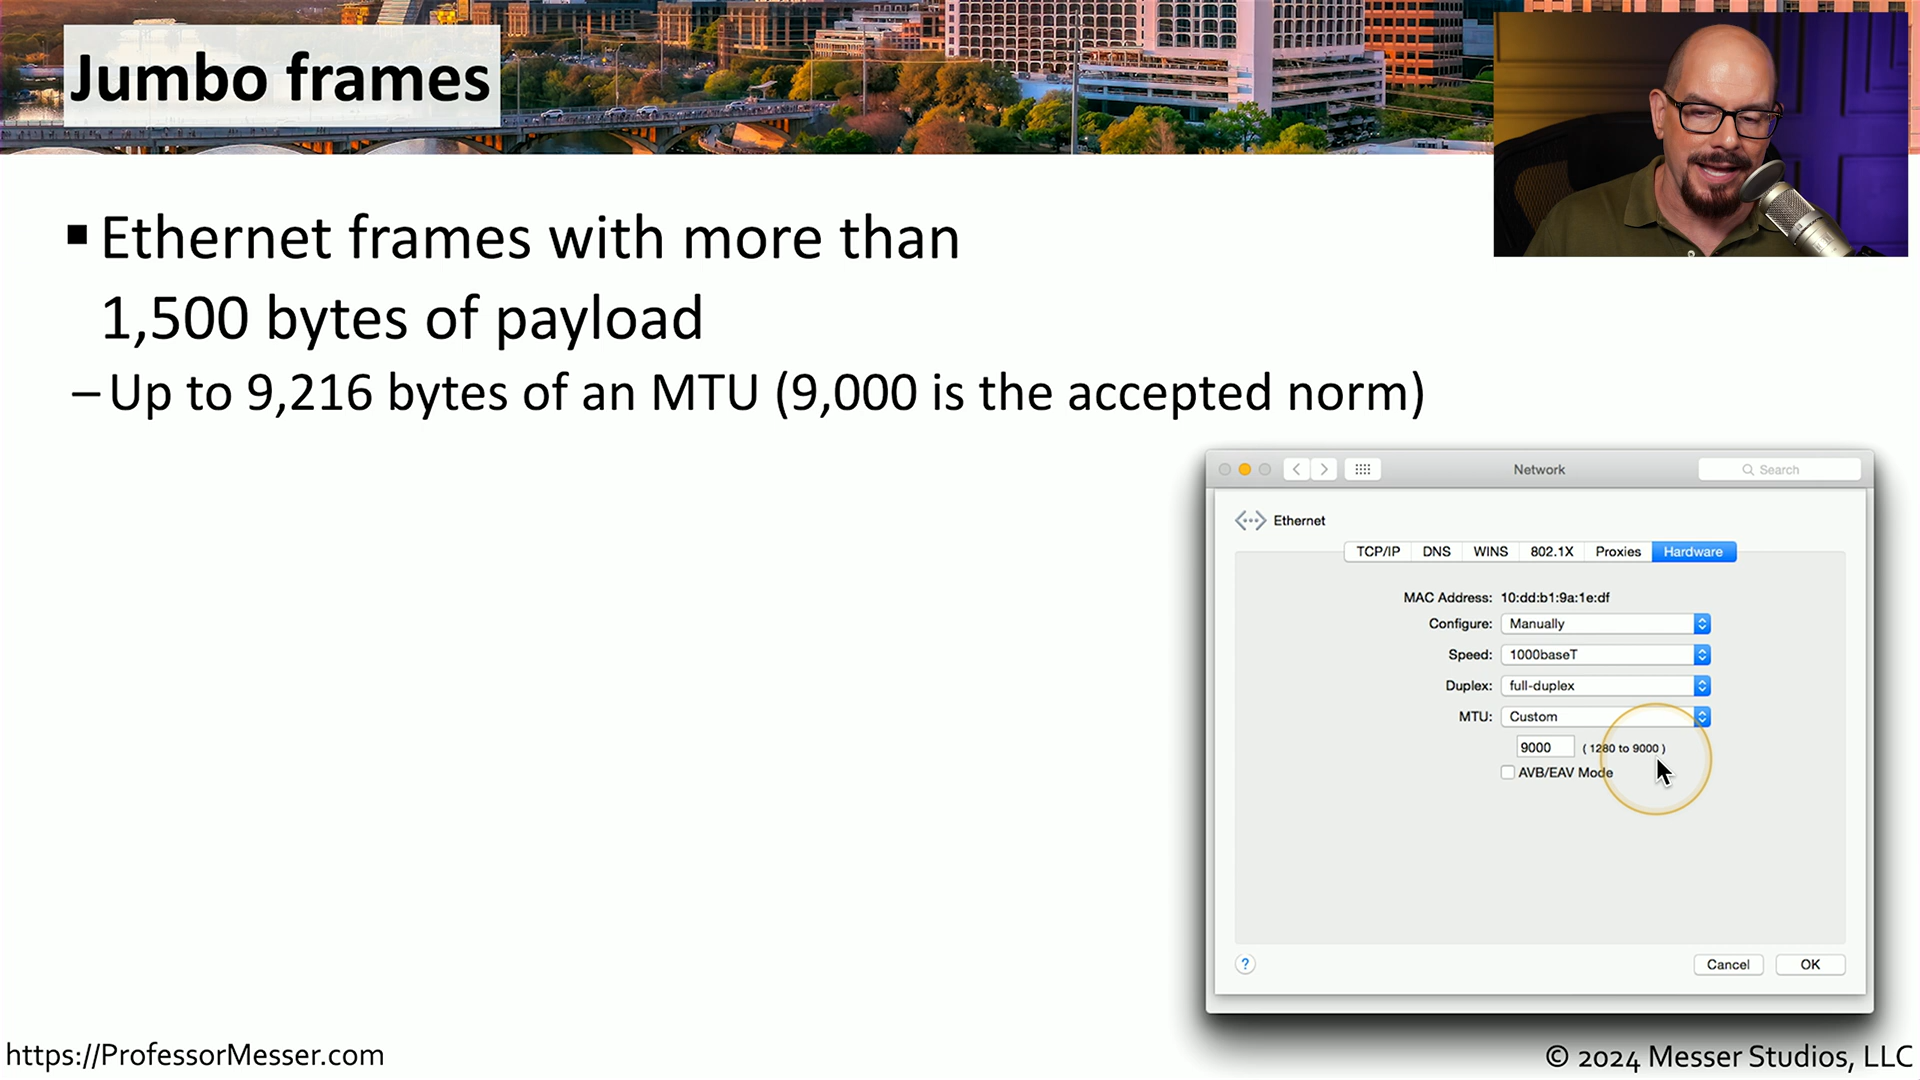 Jumbo frames
▪ Ethernet frames with more than
1,500 bytes of payload
– Up to 9,216 bytes of an MTU (9,000 is the accepted norm)
Network
Search
Ethernet
TCP/IP DNS WINS 802.1X Proxies Hardware
MAC Address: 10:dd:b1:9a:1e:df
Configure: Manually
Speed: 1000baseT
Duplex: full-duplex
MTU: Custom
9000 ( 1280 to 9000 )
AVB/EAV Mode
? Cancel OK
https://ProfessorMesser.com
© 2024 Messer Studios, LLC